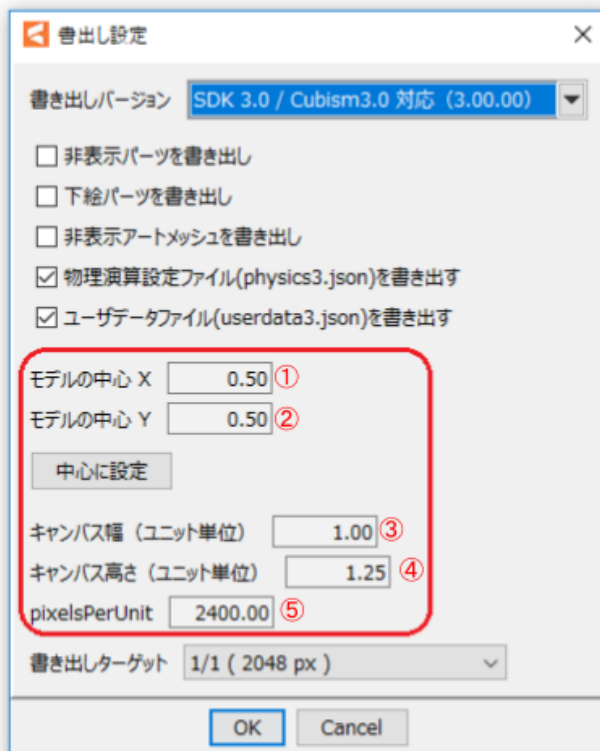 書出し設定
書き出しバージョン SDK 3.0 / Cubism3.0 対応（3.00.00）
非表示パーツを書き出し
下絵パーツを書き出し
非表示アートメッシュを書き出し
物理演算設定ファイル(physics3.json)を書き出す
ユーザデータファイル(userdata3.json)を書き出す
モデルの中心 X 0.50 ①
モデルの中心 Y 0.50 ②
中心に設定
キャンバス幅（ユニット単位） 1.00 ③
キャンバス高さ（ユニット単位） 1.25 ④
pixelsPerUnit 2400.00 ⑤
書き出しターゲット 1/1 ( 2048 px )
OK Cancel